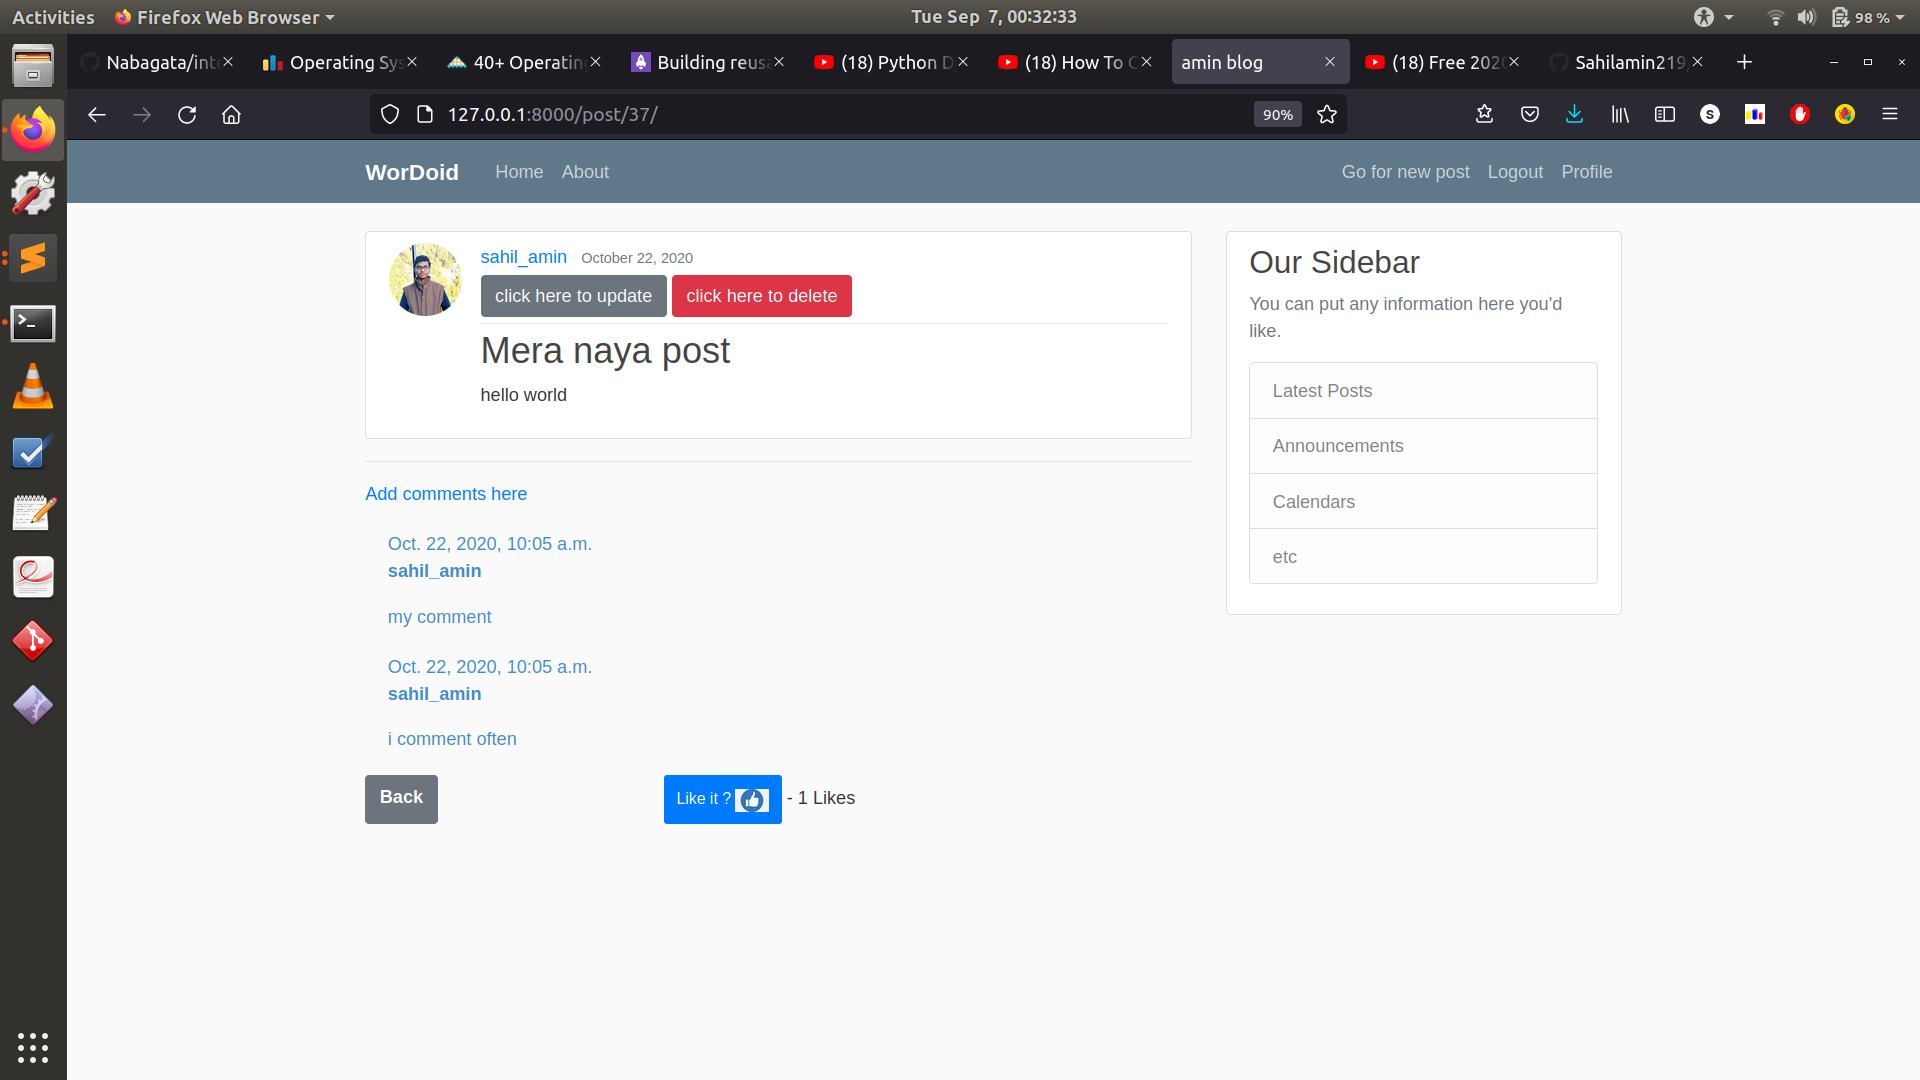 Activities Firefox Web Browser Tue Sep 7, 00:32:33 98 %
Nabagata/int Operating Sys 40+ Operatin Building reus (18) Python D (18) How To C amin blog (18) Free 202 Sahilamin219
127.0.0.1:8000/post/37/ 90% S
WorDoid Home About Go for new post Logout Profile
sahil_amin October 22, 2020
click here to update click here to delete
Mera naya post
hello world
Add comments here
Oct. 22, 2020, 10:05 a.m.
sahil_amin
my comment
Oct. 22, 2020, 10:05 a.m.
sahil_amin
i comment often
Back Like it ? - 1 Likes
Our Sidebar
You can put any information here you'd
like.
Latest Posts
Announcements
Calendars
etc